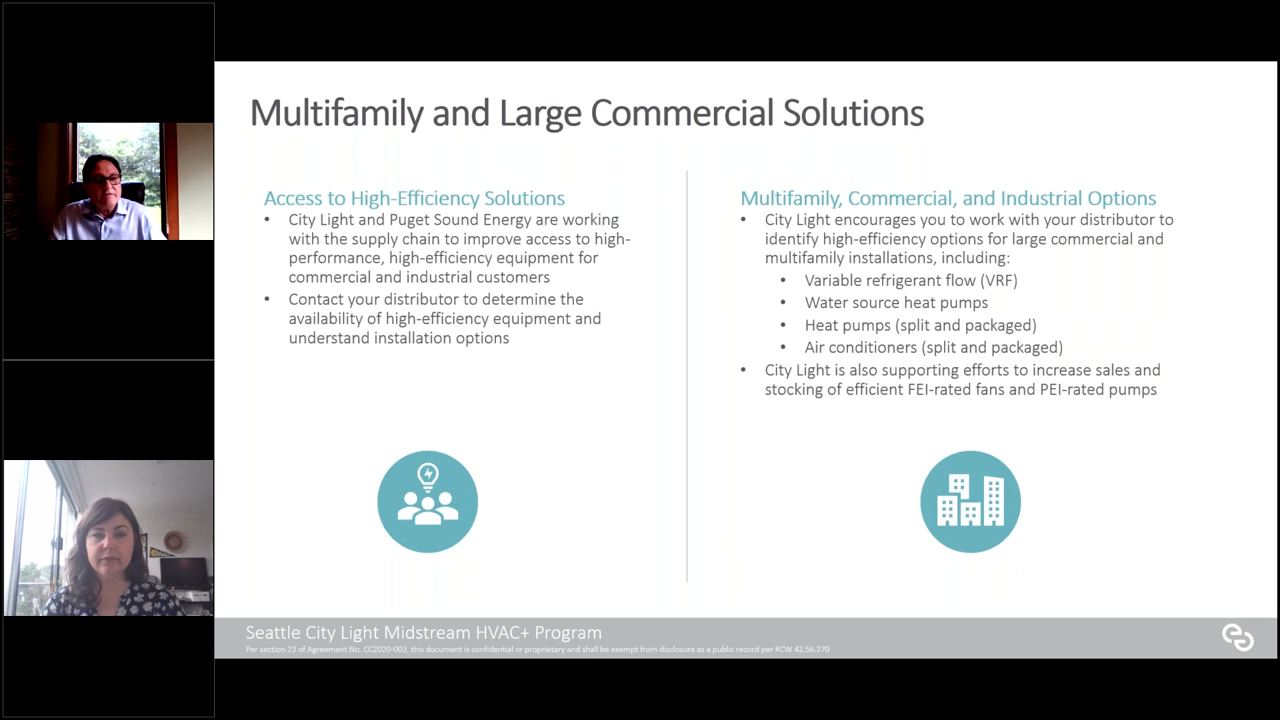 Multifamily and Large Commercial Solutions
Access to High-Efficiency Solutions
• City Light and Puget Sound Energy are working
with the supply chain to improve access to high-
performance, high-efficiency equipment for
commercial and industrial customers
• Contact your distributor to determine the
availability of high-efficiency equipment and
understand installation options
Multifamily, Commercial, and Industrial Options
• City Light encourages you to work with your distributor to
identify high-efficiency options for large commercial and
multifamily installations, including:
• Variable refrigerant flow (VRF)
• Water source heat pumps
• Heat pumps (split and packaged)
• Air conditioners (split and packaged)
• City Light is also supporting efforts to increase sales and
stocking of efficient FEI-rated fans and PEI-rated pumps
Seattle City Light Midstream HVAC+ Program
Per section 23 of Agreement No. CC2020-003, this document is confidential or proprietary and shall be exempt from disclosure as a public record per RCW 42.56.270